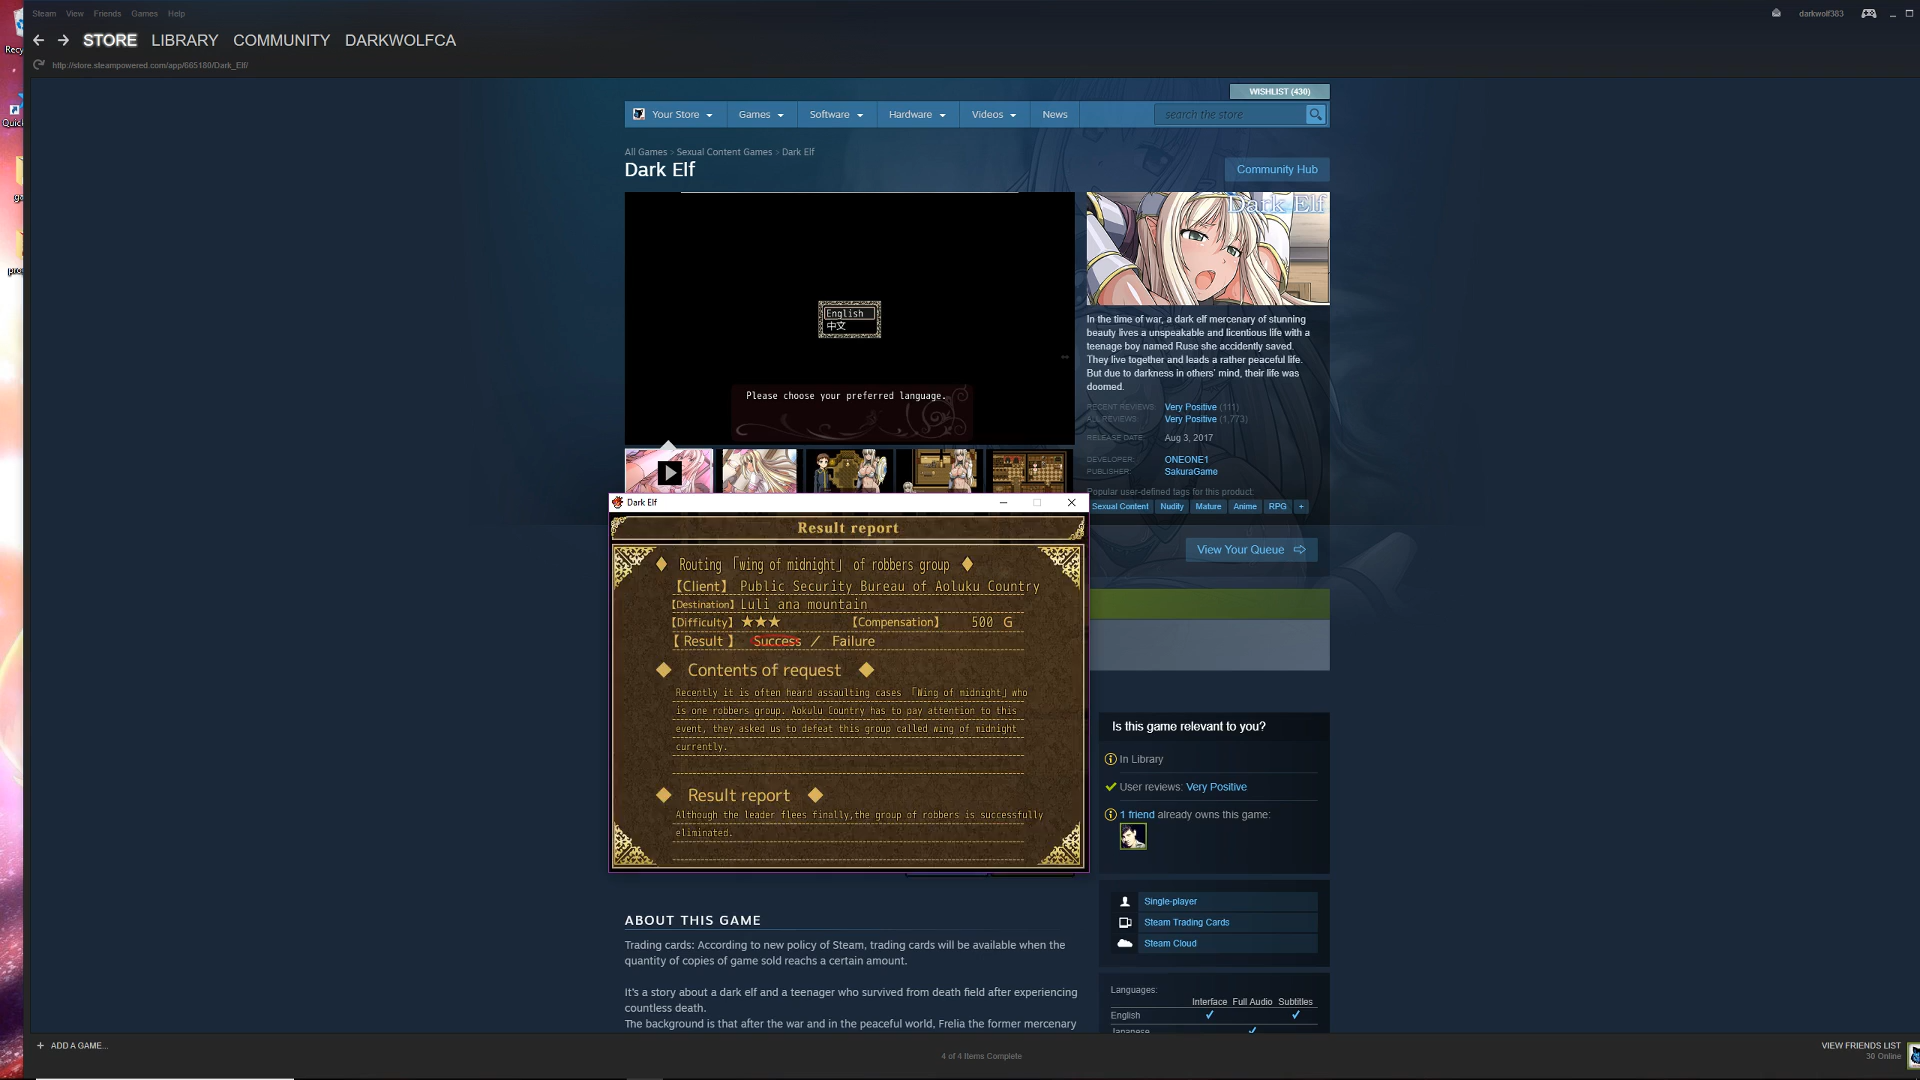 Steam View Friends Games Help
darkwolf383
STORE LIBRARY COMMUNITY DARKWOLFCA
http://store.steampowered.com/app/665180/Dark_Elf/
WISHLIST (430)
Your Store Games Software Hardware Videos News
search the store
All Games > Sexual Content Games > Dark Elf
Dark Elf
Community Hub
English
中文
Please choose your preferred language.
Dark Elf
In the time of war, a dark elf mercenary of stunning
beauty lives a unspeakable and licentious life with a
teenage boy named Ruse she accidently saved.
They live together and leads a rather peaceful life.
But due to darkness in others' mind, their life was
doomed.
RECENT REVIEWS: Very Positive (111)
ALL REVIEWS: Very Positive (1,773)
RELEASE DATE: Aug 3, 2017
DEVELOPER: ONEONE1
PUBLISHER: SakuraGame
Popular user-defined tags for this product:
Sexual Content Nudity Mature Anime RPG +
View Your Queue
Dark Elf
Result report
Routing 「wing of midnight」 of robbers group
【Client】 Public Security Bureau of Aoluku Country
【Destination】 Luli ana mountain
【Difficulty】 ★★★ 【Compensation】 500 G
【 Result 】 Success / Failure
◆ Contents of request ◆
Recently it is often heard assaulting cases 「Wing of midnight」who
is one robbers group. Aokulu Country has to pay attention to this
event, they asked us to defeat this group called wing of midnight
currently.
◆ Result report ◆
Although the leader flees finally,the group of robbers is successfully
eliminated.
Is this game relevant to you?
In Library
User reviews: Very Positive
1 friend already owns this game:
Single-player
Steam Trading Cards
Steam Cloud
Languages:
Interface Full Audio Subtitles
English ✔ ✔
Japanese ✔
ABOUT THIS GAME
Trading cards: According to new policy of Steam, trading cards will be available when the
quantity of copies of game sold reachs a certain amount.
It's a story about a dark elf and a teenager who survived from death field after experiencing
countless death.
The background is that after the war and in the peaceful world, Frelia the former mercenary
+ ADD A GAME...
4 of 4 Items Complete
VIEW FRIENDS LIST
30 Online